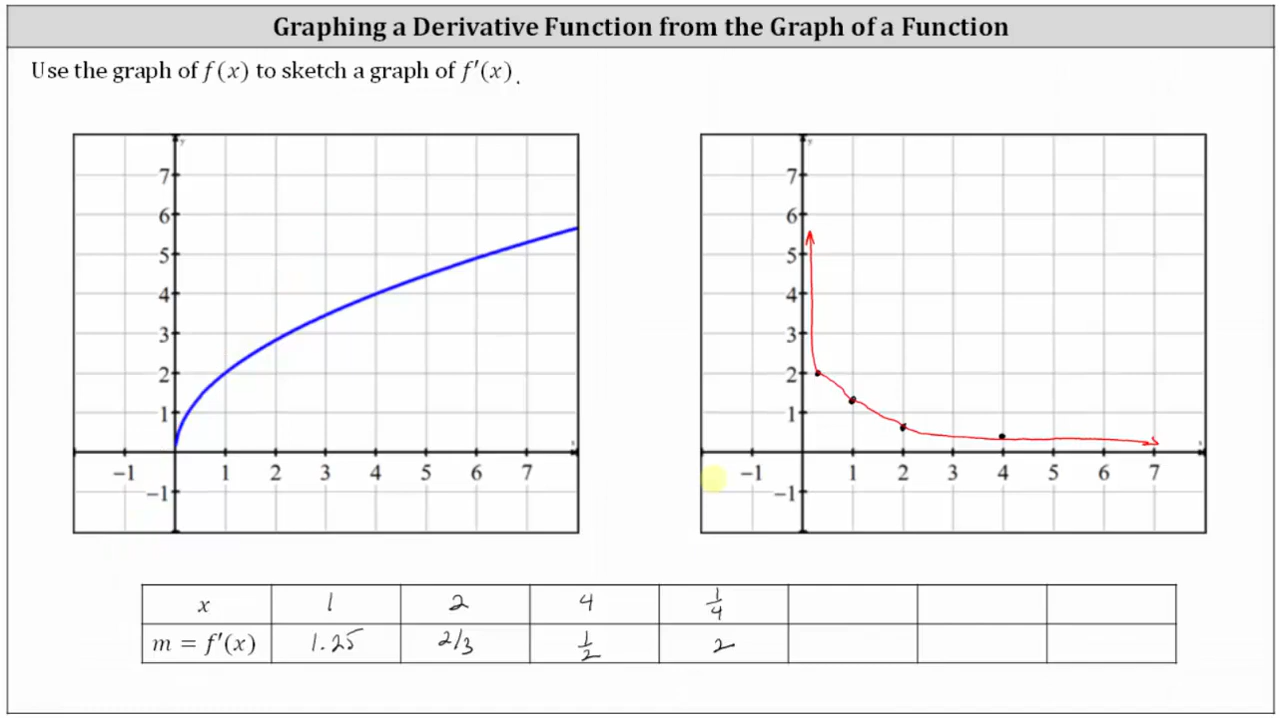 Graphing a Derivative Function from the Graph of a Function
Use the graph of f(x) to sketch a graph of f′(x).
y
7
6
5
4
3
2
1
−1 1 2 3 4 5 6 7
−1
y
7
6
5
4
3
2
1
−1 1 2 3 4 5 6 7
−1
x 1 2 4 1/4
m = f′(x) 1.25 2/3 1/2 2